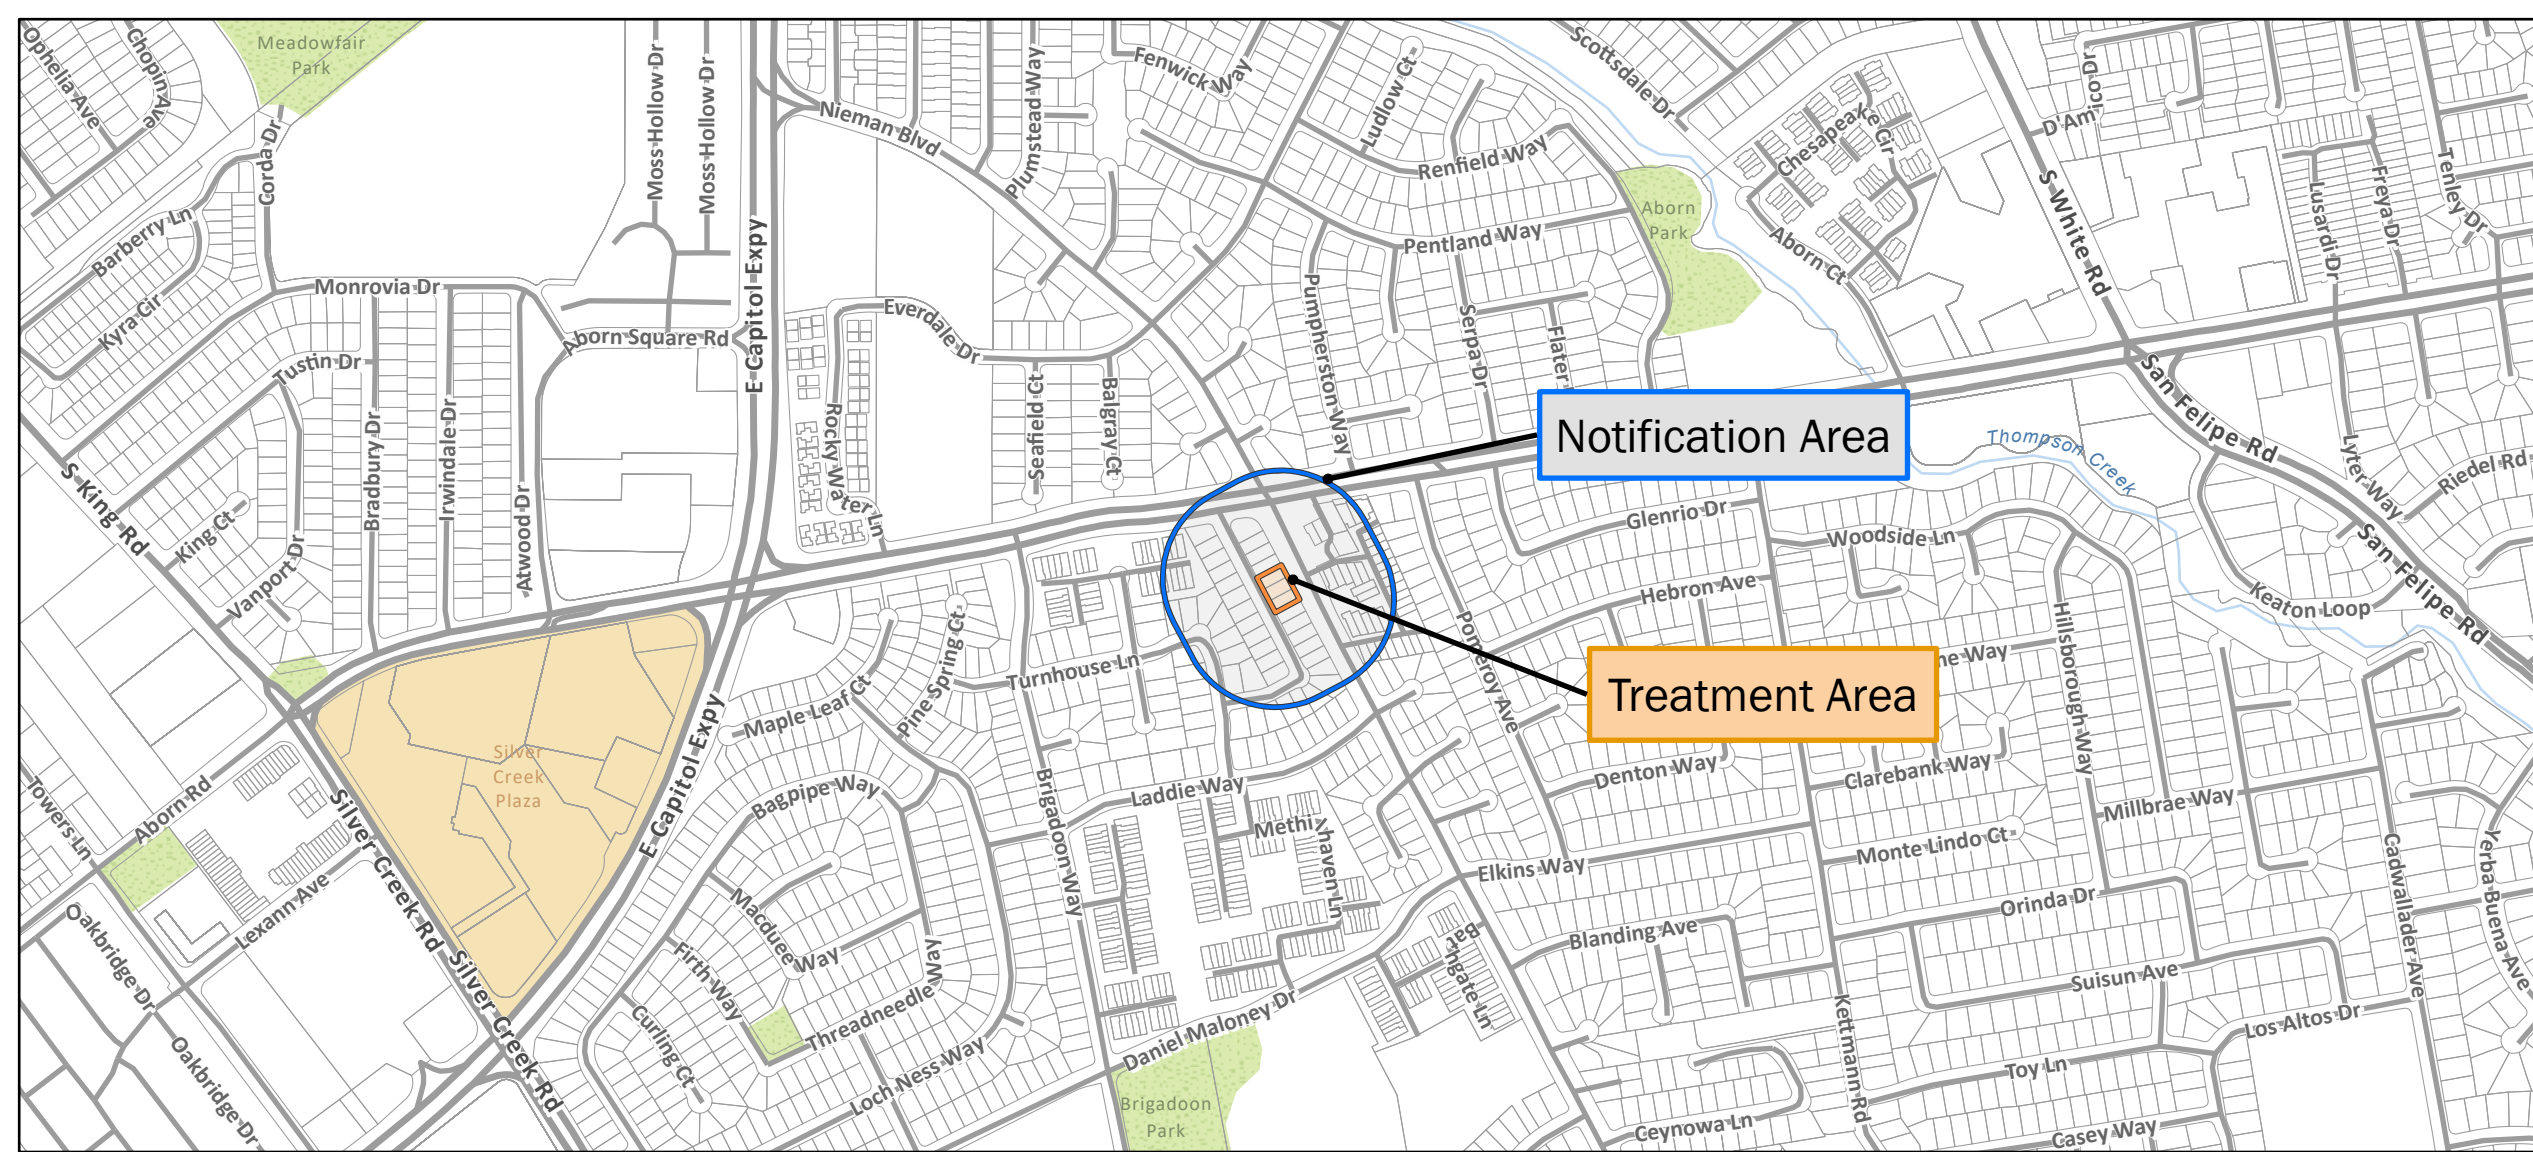 Ophelia Ave
Chopin Ave
Meadowfair
Park
Corda Dr
Moss Hollow Dr
Moss Hollow Dr
Nieman Blvd
Plumstead Way
Fenwick Way
Ludlow Ct
Renfield Way
Scottsdale Dr
Chesapeake Cir
D'Amico Dr
S White Rd
Lusardi Dr
Freya Dr
Tenley Dr
Barberry Ln
Kyra Cir
Monrovia Dr
Tustin Dr
Aborn Square Rd
E Capitol Expy
Everdale Dr
Pentland Way
Aborn
Park
Aborn Ct
Pumpherston Way
Serpa Dr
Flater
Rocky Water Ln
Seafield Ct
Balgray Ct
S King Rd
King Ct
Vanport Dr
Bradbury Dr
Irwindale Dr
Atwood Dr
Notification Area
Thompson Creek
San Felipe Rd
Lyter Way
Riedel Rd
San Felipe Rd
Glenrio Dr
Woodside Ln
Hebron Ave
Keaton Loop
Hillsborough Way
Pomeroy Ave
ne Way
Treatment Area
Turnhouse Ln
Maple Leaf Ct
Pine Spring Ct
Silver
Creek
Plaza
E Capitol Expy
Towers Ln
Aborn Rd
Silver Creek Rd
Lexann Ave
Oakbridge Dr
Oakbridge Dr
Bagpipe Way
Brigadoon Way
Laddie Way
Methven
haven Ln
Denton Way
Clarebank Way
Millbrae Way
Monte Lindo Ct
Elkins Way
Orinda Dr
Cadwallader Ave
Yerba Buena Ave
Macduee Way
Firth Way
Threadneedle Way
Curling Ct
Loch Ness Way
Silver Creek Rd
Daniel Maloney Dr
Brigadoon
Park
Bathgate Ln
Blanding Ave
Suisun Ave
Los Altos Dr
Kettmann Rd
Toy Ln
Ceynowa Ln
Casey Way